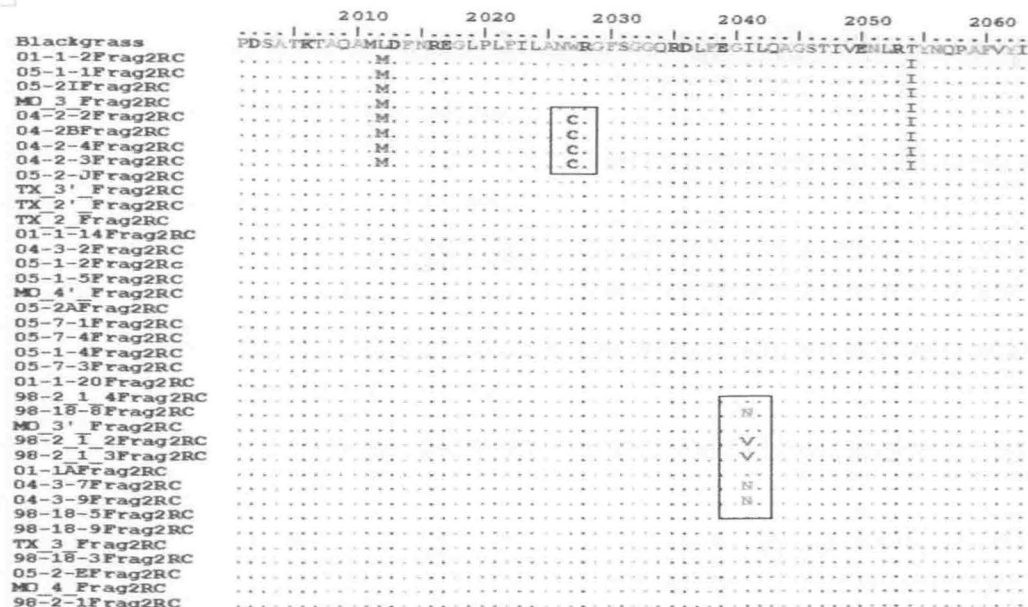 2010 2020 2030 2040 2050 2060
Blackgrass PDSATKTAQAMLDFNREGLPLFILANWRGFSGGQRDLFEGILQAGSTIVENLRTYNQPAFVYI
01-1-2Frag2RC M I
05-1-1Frag2RC M I
05-2IFrag2RC M I
MO_3_Frag2RC M I
04-2-2Frag2RC M C I
04-2BFrag2RC M C I
04-2-4Frag2RC M C I
04-2-3Frag2RC M C I
05-2-JFrag2RC
TX_3'_Frag2RC
TX_2'_Frag2RC
TX_2_Frag2RC
01-1-14Frag2RC
04-3-2Frag2RC
05-1-2Frag2Rc
05-1-5Frag2RC
MO_4'_Frag2RC
05-2AFrag2RC
05-7-1Frag2RC
05-7-4Frag2RC
05-1-4Frag2RC
05-7-3Frag2RC
01-1-20Frag2RC
98-2_1_4Frag2RC
98-18-8Frag2RC N
MO_3'_Frag2RC
98-2_1_2Frag2RC V
98-2_1_3Frag2RC V
01-1AFrag2RC
04-3-7Frag2RC N
04-3-9Frag2RC N
98-18-5Frag2RC
98-18-9Frag2RC
TX_3_Frag2RC
98-18-3Frag2RC
05-2-EFrag2RC
MO_4_Frag2RC
98-2-1Frag2RC